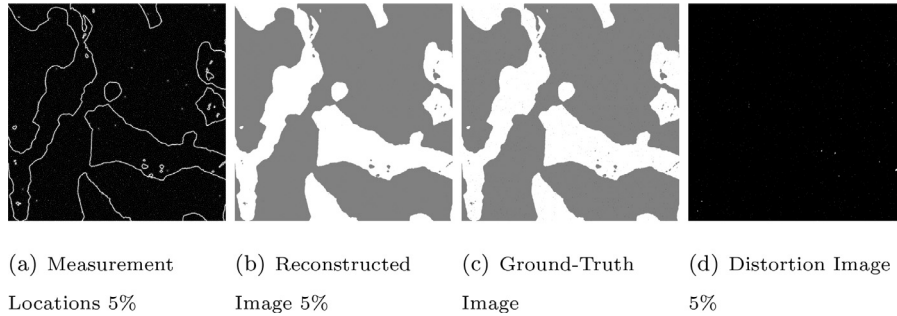 (a) Measurement
Locations 5%
(b) Reconstructed
Image 5%
(c) Ground-Truth
Image
(d) Distortion Image
5%